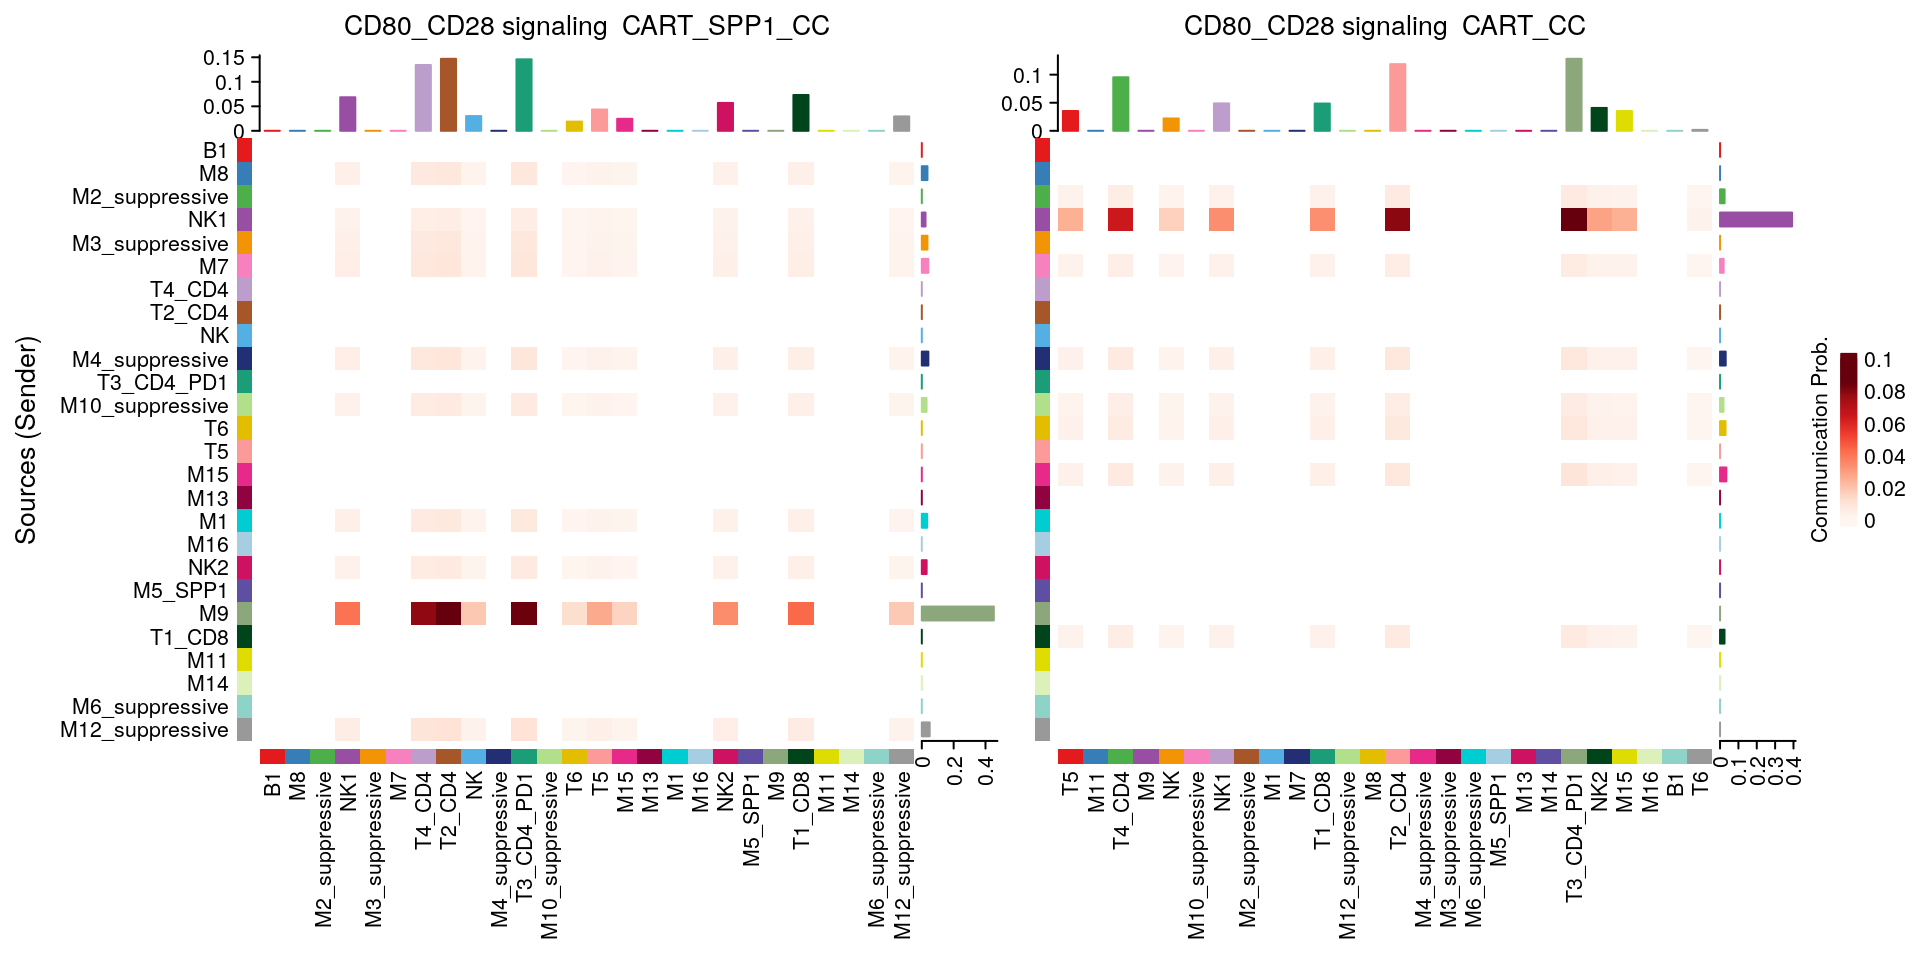 CD80_CD28 signaling CART_SPP1_CC
CD80_CD28 signaling CART_CC
0.15
0.1
0.05
0
0.1
0.05
0
Sources (Sender)
B1
M8
M2_suppressive
NK1
M3_suppressive
M7
T4_CD4
T2_CD4
NK
M4_suppressive
T3_CD4_PD1
M10_suppressive
T6
T5
M15
M13
M1
M16
NK2
M5_SPP1
M9
T1_CD8
M11
M14
M6_suppressive
M12_suppressive
0
0.2
0.4
0
0.1
0.2
0.3
0.4
B1
M8
M2_suppressive
NK1
M3_suppressive
M7
T4_CD4
T2_CD4
NK
M4_suppressive
T3_CD4_PD1
M10_suppressive
T6
T5
M15
M13
M1
M16
NK2
M5_SPP1
M9
T1_CD8
M11
M14
M6_suppressive
M12_suppressive
T5
M11
T4_CD4
M9
NK
M10_suppressive
NK1
M2_suppressive
M1
M7
T1_CD8
M12_suppressive
M8
T2_CD4
M4_suppressive
M3_suppressive
M6_suppressive
M5_SPP1
M13
M14
T3_CD4_PD1
NK2
M15
M16
B1
T6
Communication Prob.
0.1
0.08
0.06
0.04
0.02
0